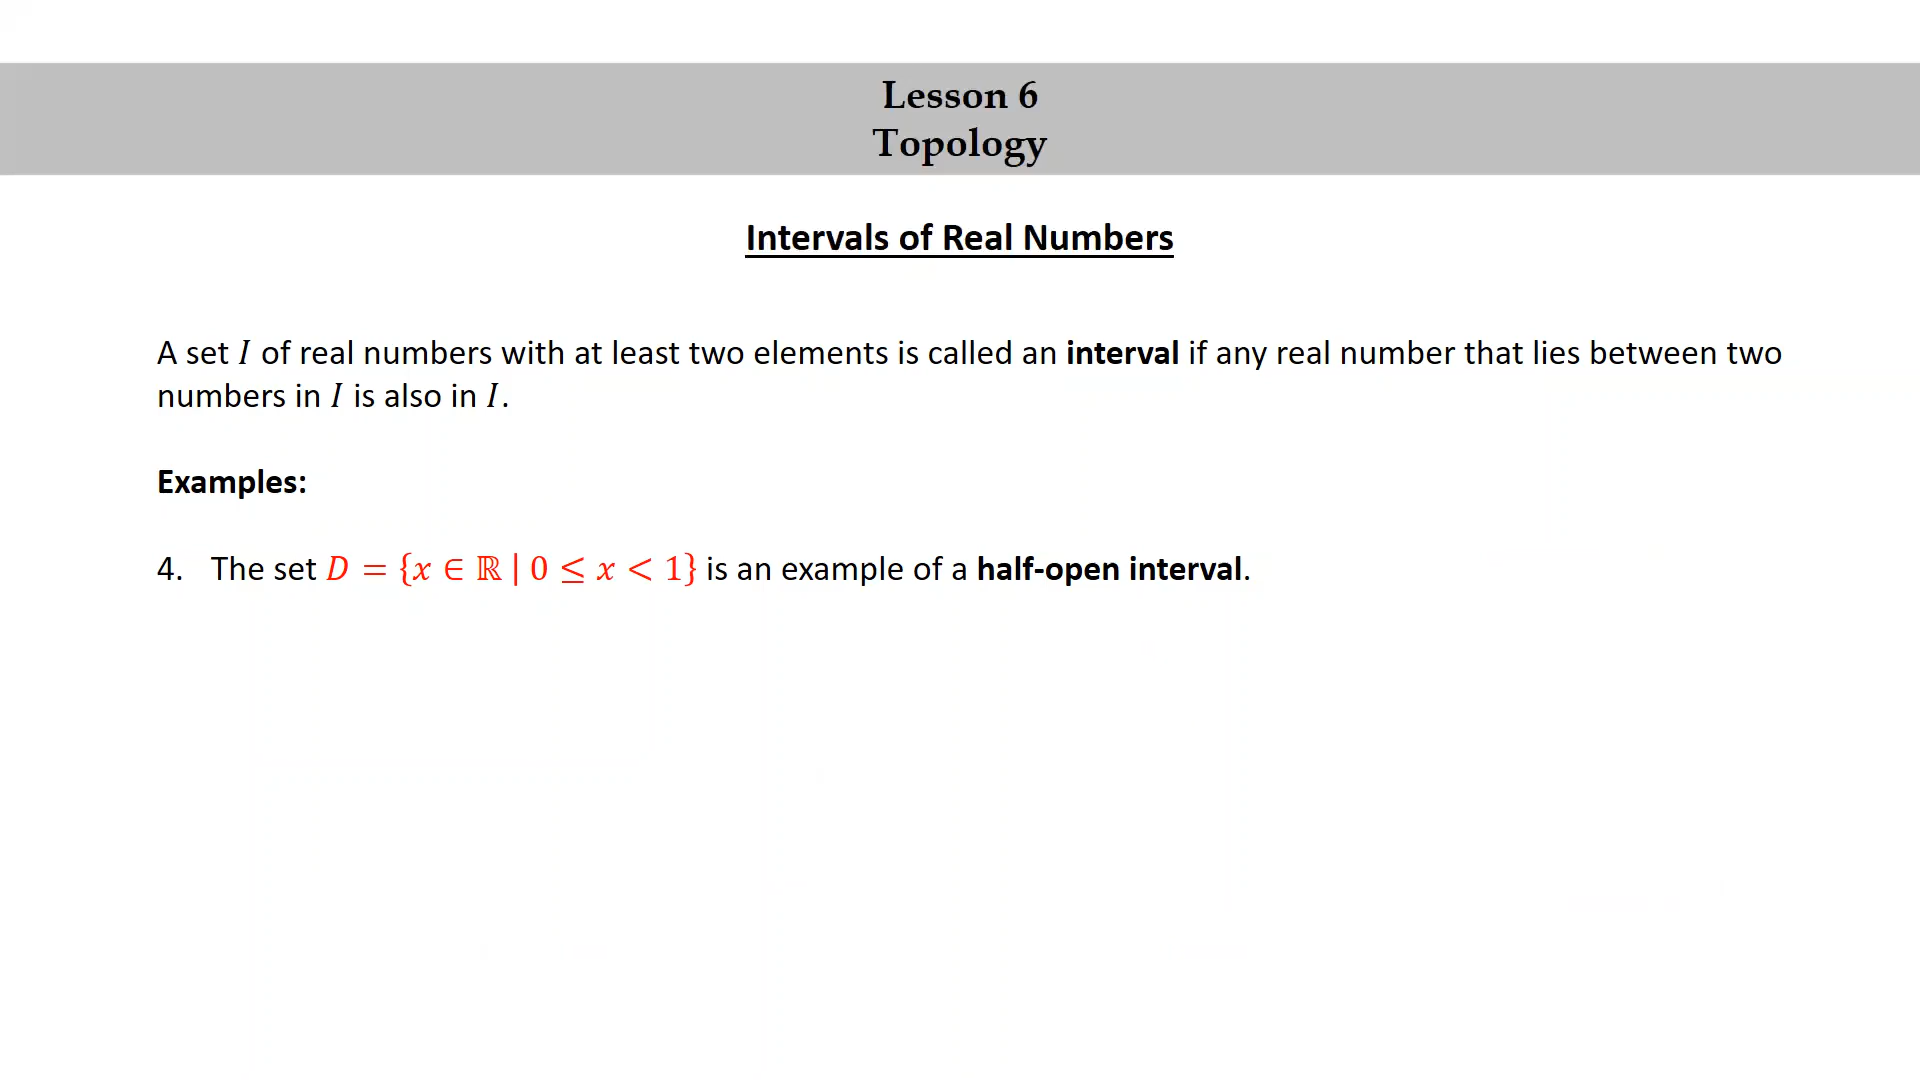 Lesson 6
Topology
Intervals of Real Numbers
A set 𝐼 of real numbers with at least two elements is called an interval if any real number that lies between two
numbers in 𝐼 is also in 𝐼.
Examples:
4. The set 𝐷 = {𝑥 ∈ ℝ | 0 ≤ 𝑥 < 1} is an example of a half-open interval.